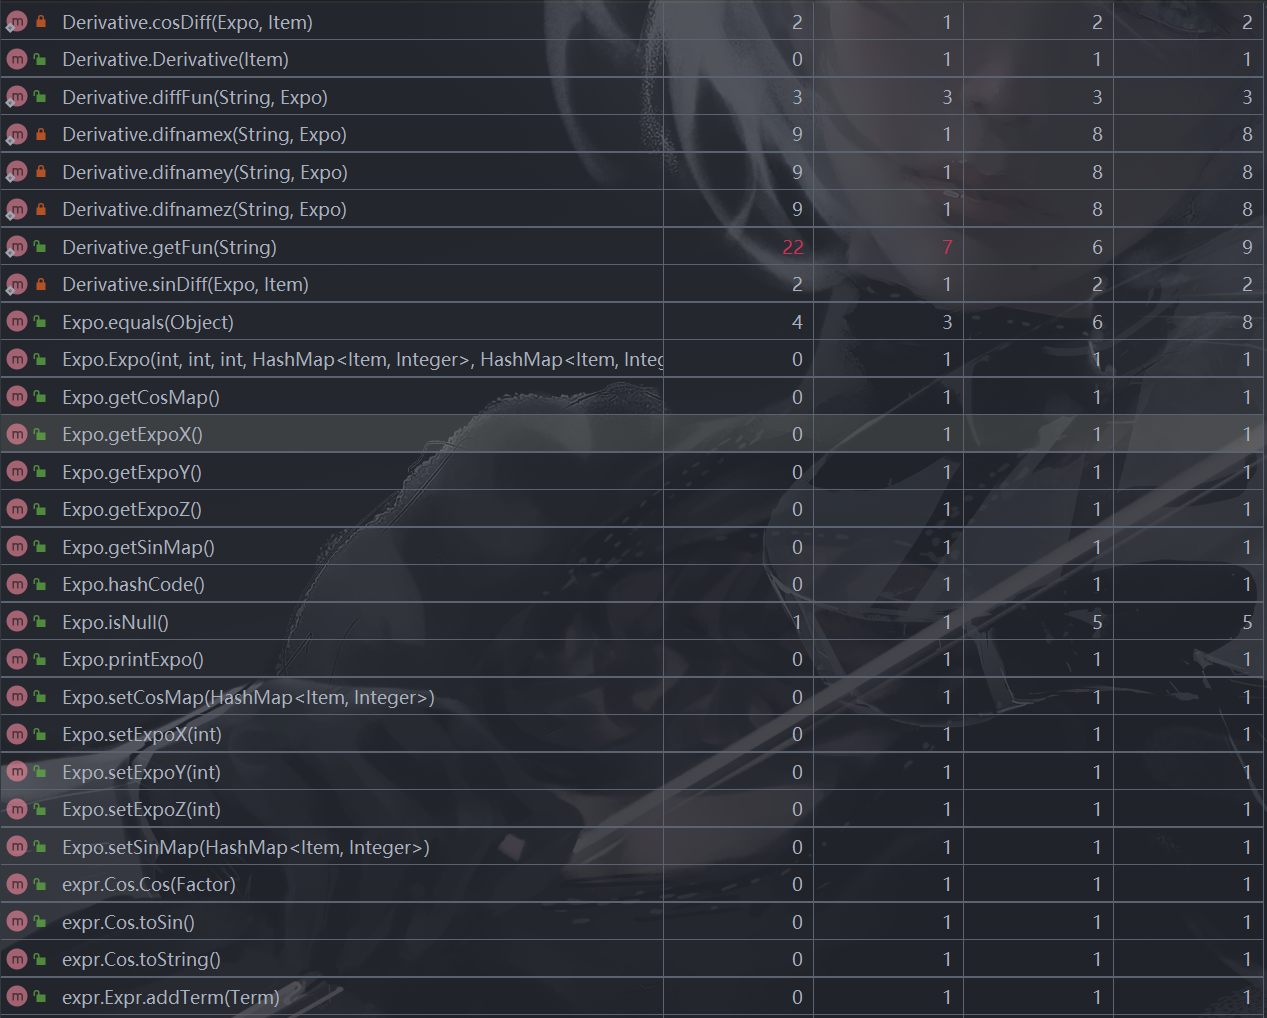 Derivative.cosDiff(Expo, Item) 2 1 2 2
Derivative.Derivative(Item) 0 1 1 1
Derivative.diffFun(String, Expo) 3 3 3 3
Derivative.difnamex(String, Expo) 9 1 8 8
Derivative.difnamey(String, Expo) 9 1 8 8
Derivative.difnamez(String, Expo) 9 1 8 8
Derivative.getFun(String) 22 7 6 9
Derivative.sinDiff(Expo, Item) 2 1 2 2
Expo.equals(Object) 4 3 6 8
Expo.Expo(int, int, int, HashMap<Item, Integer>, HashMap<Item, Integ 0 1 1 1
Expo.getCosMap() 0 1 1 1
Expo.getExpoX() 0 1 1 1
Expo.getExpoY() 0 1 1 1
Expo.getExpoZ() 0 1 1 1
Expo.getSinMap() 0 1 1 1
Expo.hashCode() 0 1 1 1
Expo.isNull() 1 1 5 5
Expo.printExpo() 0 1 1 1
Expo.setCosMap(HashMap<Item, Integer>) 0 1 1 1
Expo.setExpoX(int) 0 1 1 1
Expo.setExpoY(int) 0 1 1 1
Expo.setExpoZ(int) 0 1 1 1
Expo.setSinMap(HashMap<Item, Integer>) 0 1 1 1
expr.Cos.Cos(Factor) 0 1 1 1
expr.Cos.toSin() 0 1 1 1
expr.Cos.toString() 0 1 1 1
expr.Expr.addTerm(Term) 0 1 1 1